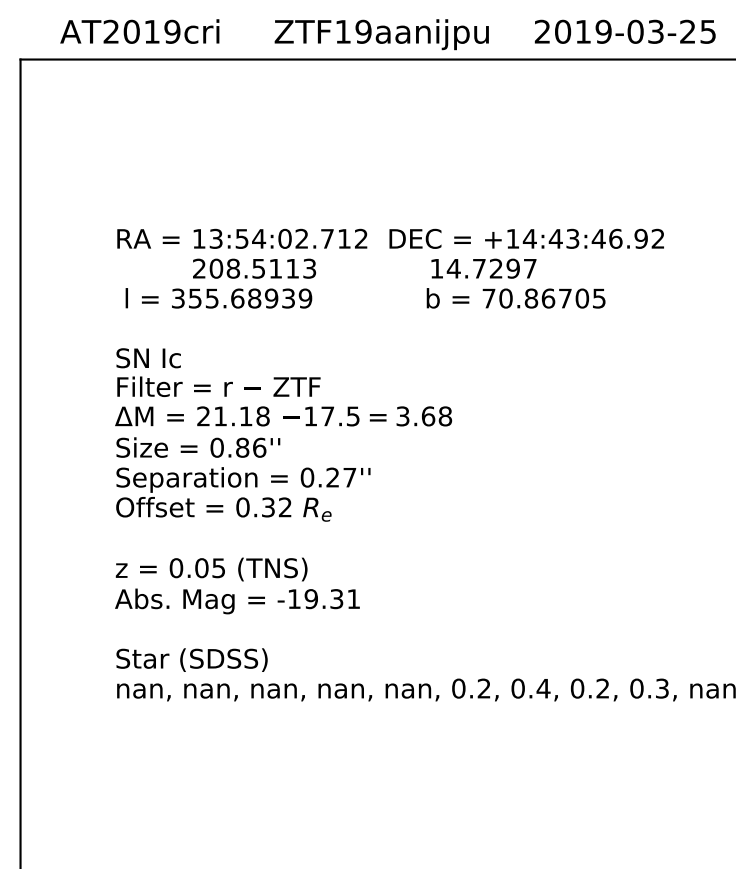 AT2019cri ZTF19aanijpu 2019-03-25
RA = 13:54:02.712 DEC = +14:43:46.92
208.5113 14.7297
l = 355.68939 b = 70.86705
SN Ic
Filter = r − ZTF
ΔM = 21.18 −17.5 = 3.68
Size = 0.86''
Separation = 0.27''
Offset = 0.32 Re
z = 0.05 (TNS)
Abs. Mag = -19.31
Star (SDSS)
nan, nan, nan, nan, nan, 0.2, 0.4, 0.2, 0.3, nan